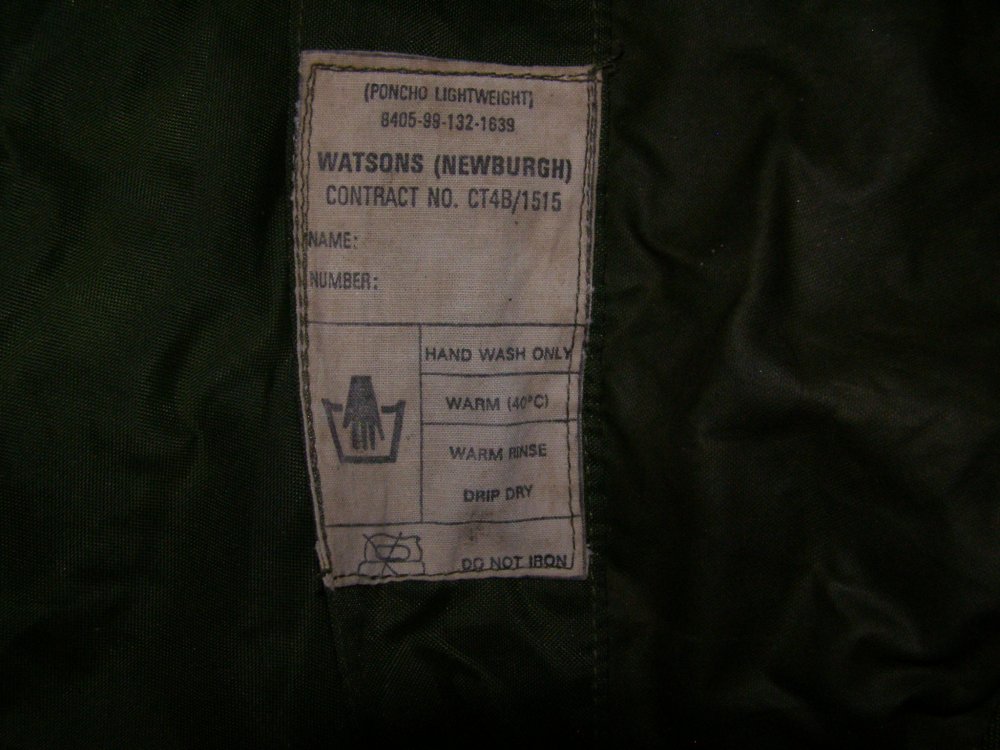 (PONCHO LIGHTWEIGHT)
8405-99-132-1639
WATSONS (NEWBURGH)
CONTRACT NO. CT4B/1515
NAME:
NUMBER:
HAND WASH ONLY
WARM (40°C)
WARM RINSE
DRIP DRY
DO NOT IRON